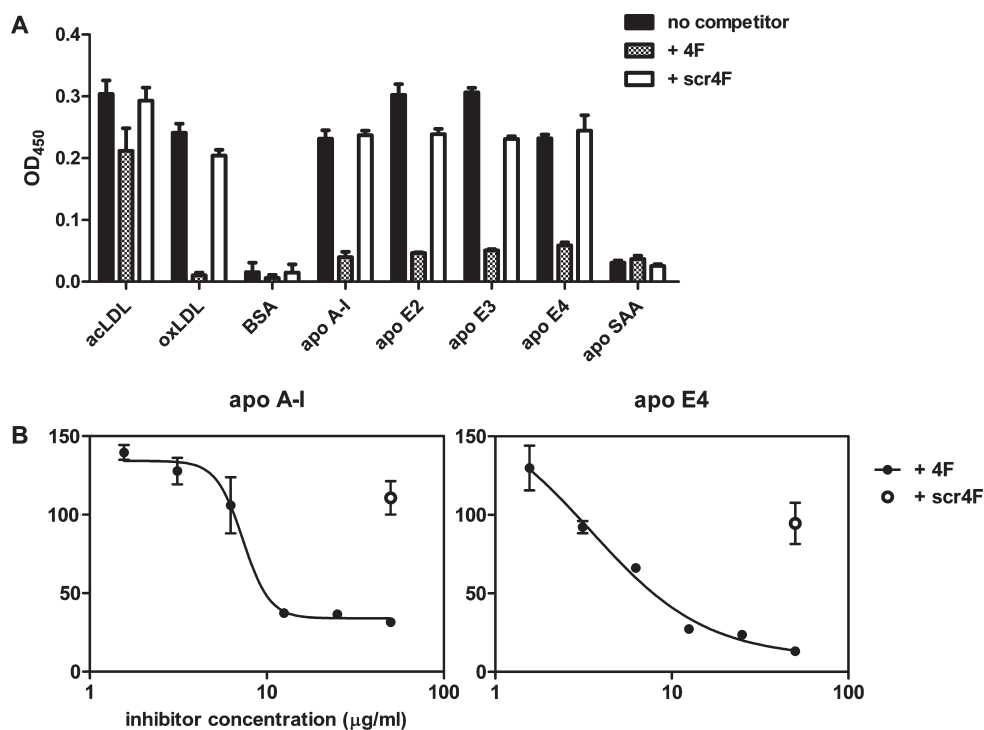 A
no competitor
+ 4F
+ scr4F
0.4
0.3
0.2
0.1
0.0
OD450
acLDL
oxLDL
BSA
apo A-I
apo E2
apo E3
apo E4
apo SAA
B
apo A-I
apo E4
150
100
50
0
1
10
100
inhibitor concentration (μg/ml)
150
100
50
0
1
10
100
+ 4F
+ scr4F